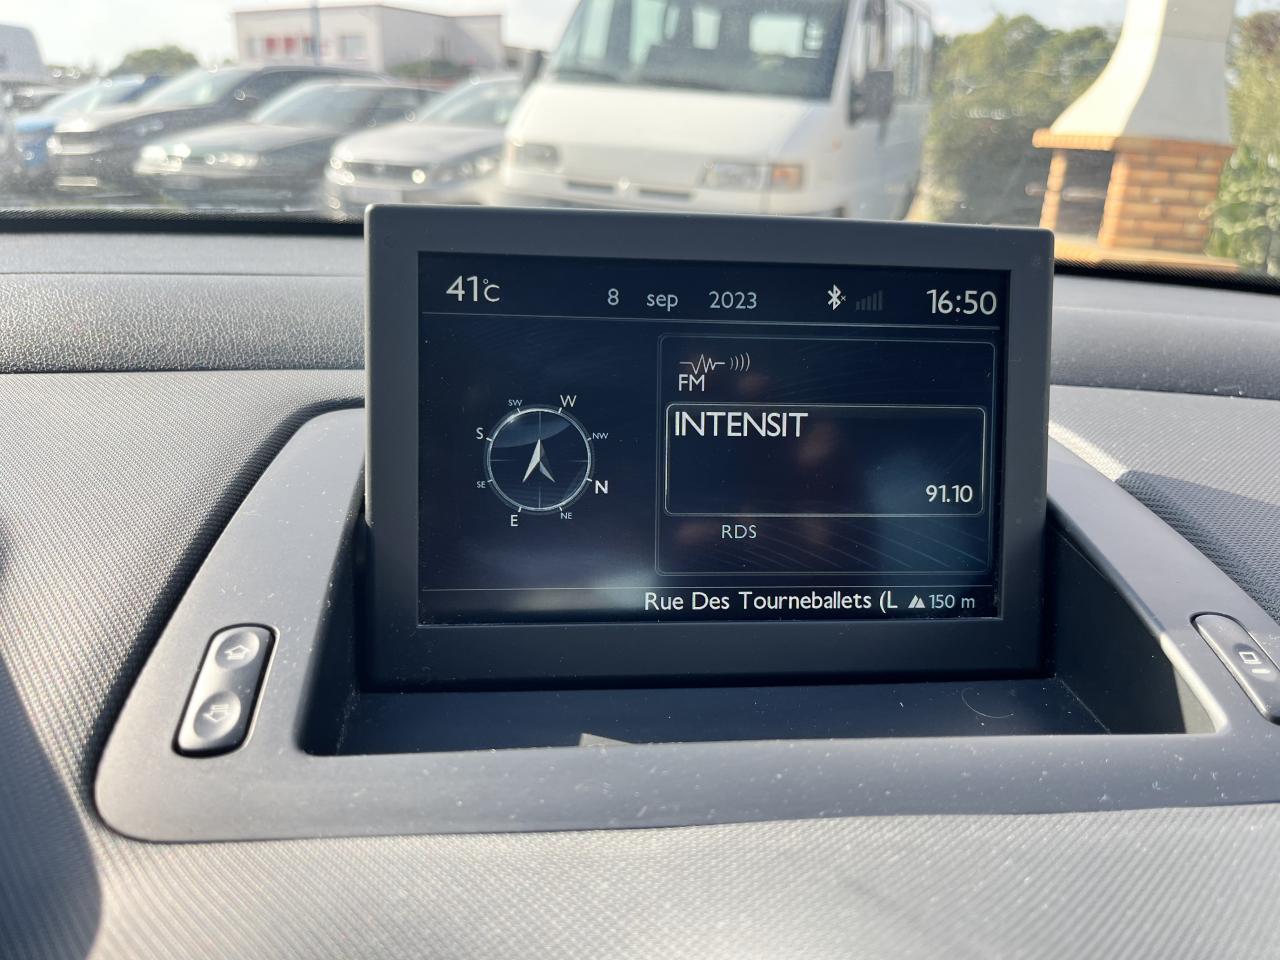 41°C 8 sep 2023 16:50
FM
INTENSIT
91.10
RDS
SW W NW
S N
SE E NE
Rue Des Tourneballets (L 150 m